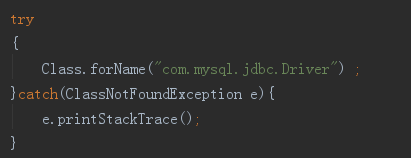 try
{
Class.forName("com.mysql.jdbc.Driver") ;
}catch(ClassNotFoundException e){
e.printStackTrace();
}